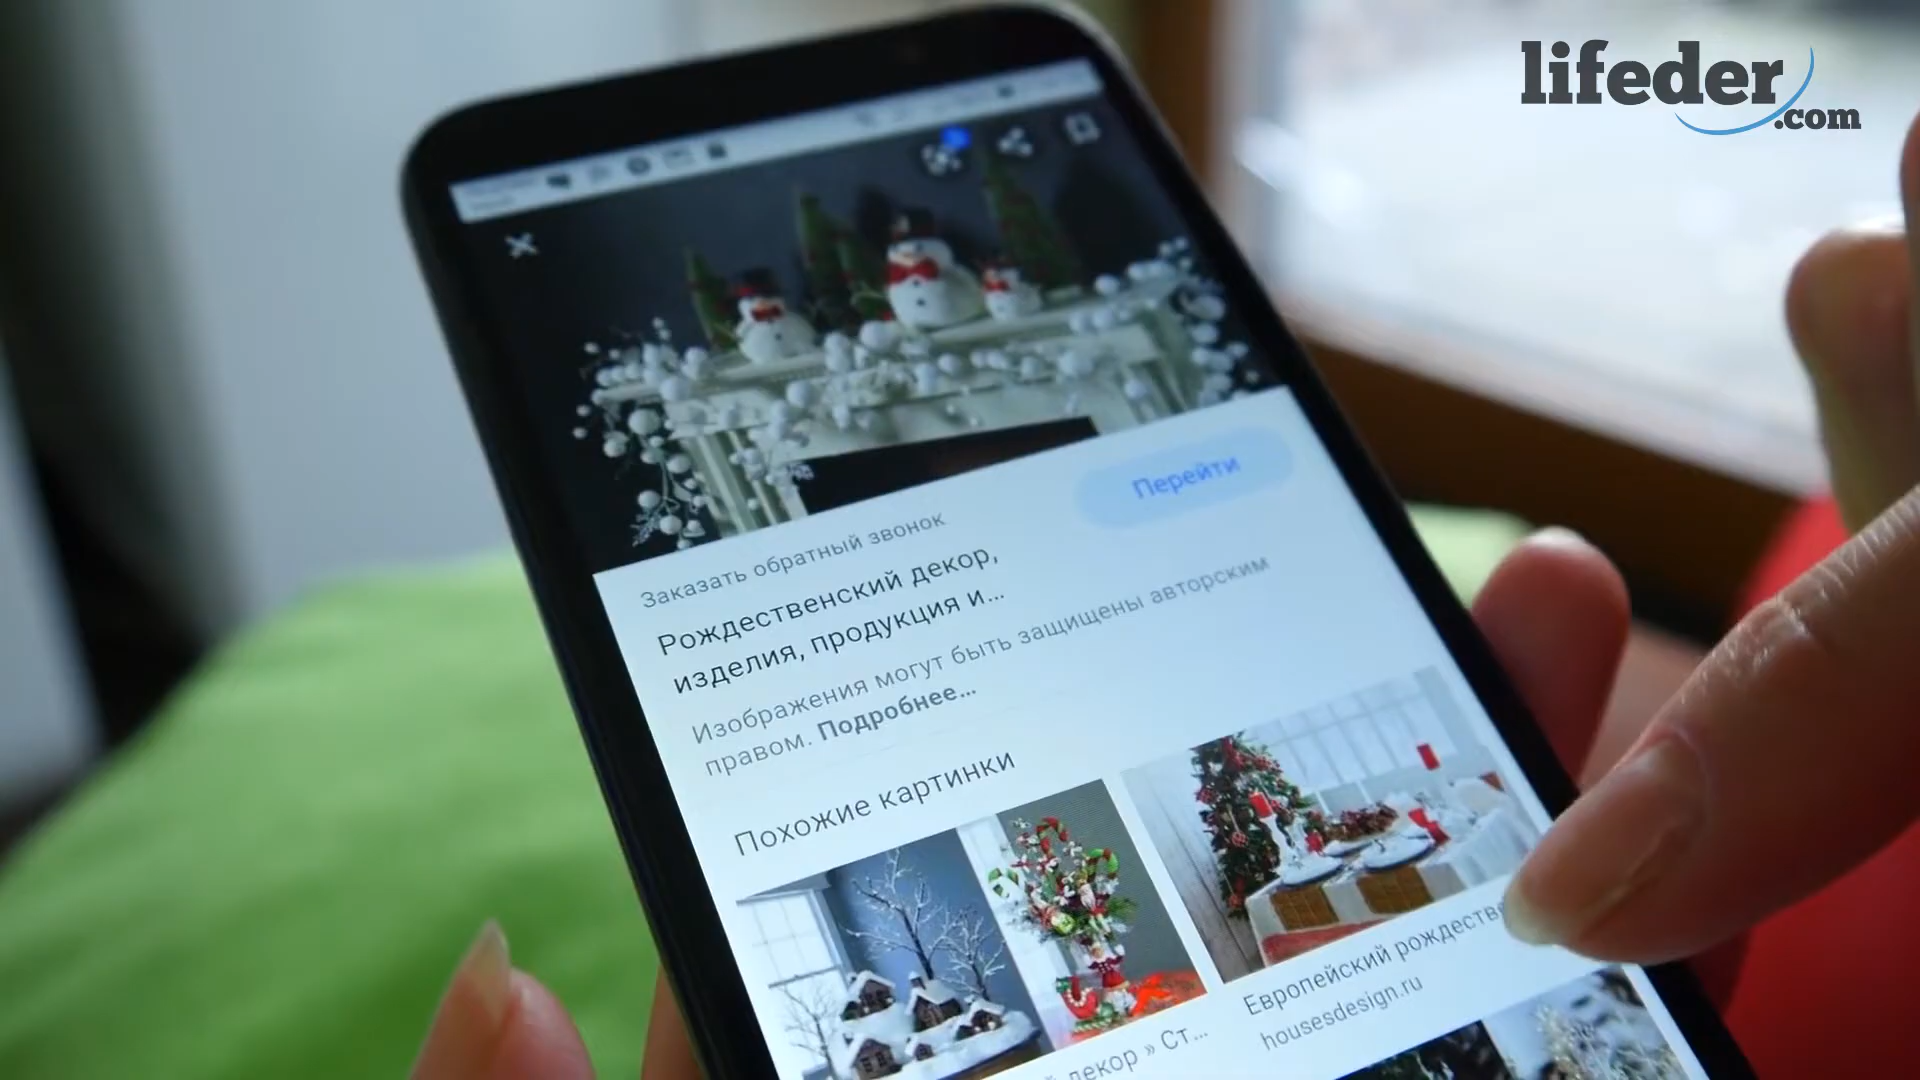 lifeder
.com
Перейти
Заказать обратный звонок
Рождественский декор,
изделия, продукция и...
Изображения могут быть защищены авторским
правом. Подробнее...
Похожие картинки
Европейский рождеств
housesdesign.ru
декор » Ст...